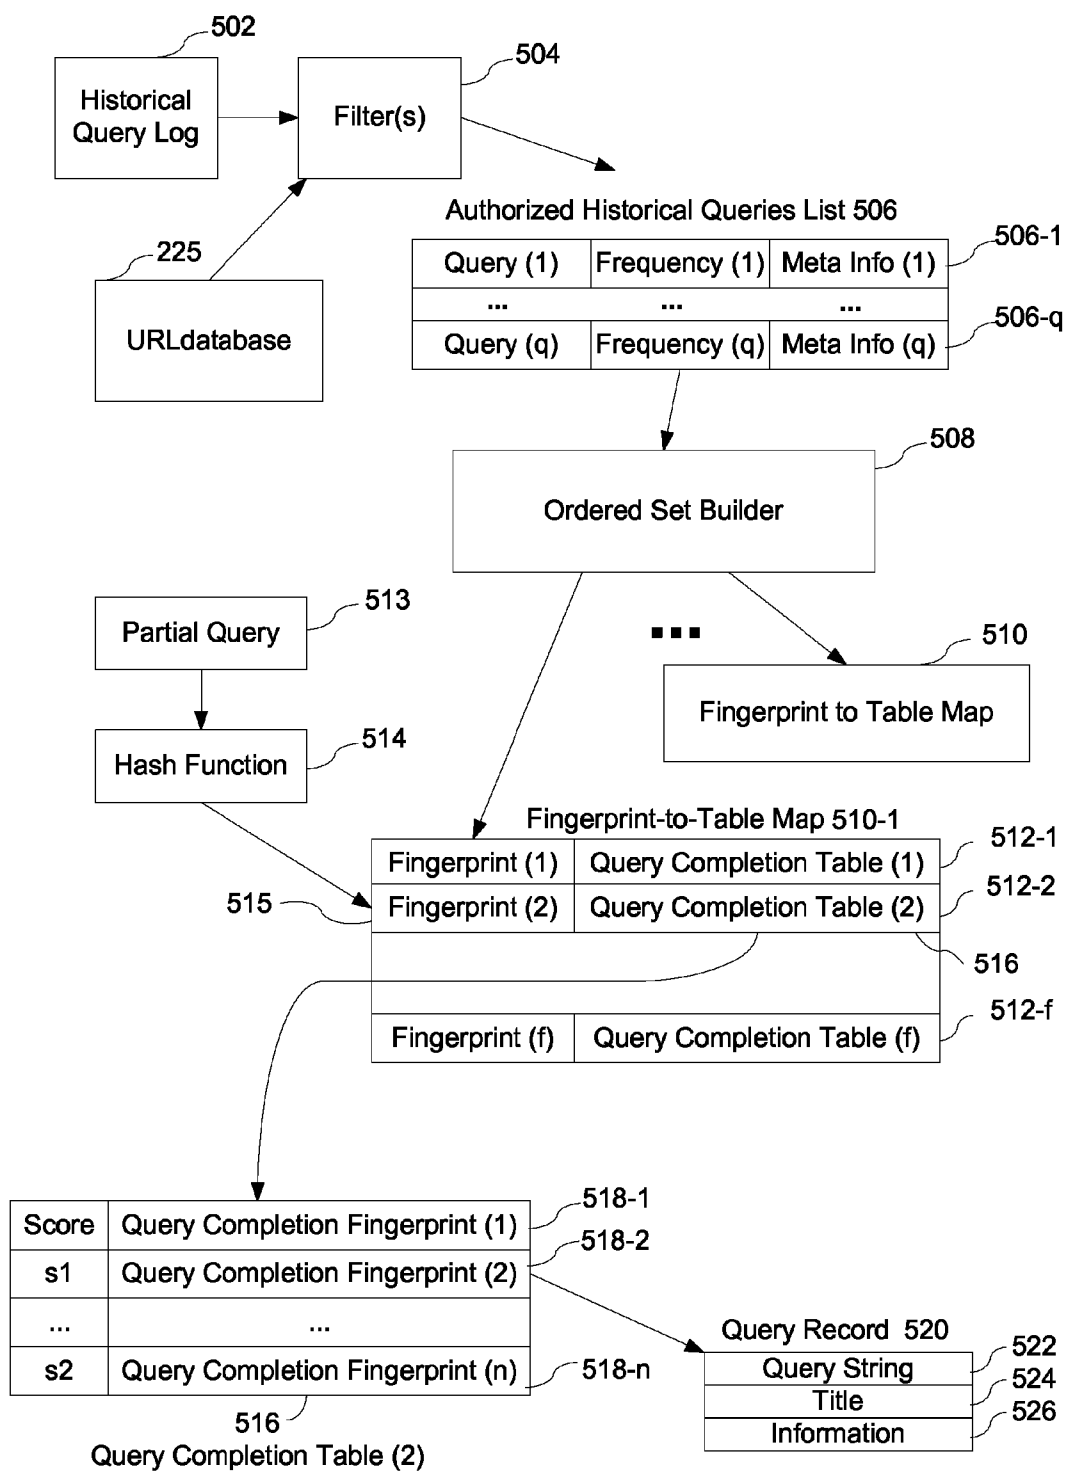 502
504
Historical
Query Log
Filter(s)
Authorized Historical Queries List 506
225
506-1
Query (1) Frequency (1) Meta Info (1)
... ... ...
506-q
Query (q) Frequency (q) Meta Info (q)
URLdatabase
508
Ordered Set Builder
513
Partial Query
...
510
Fingerprint to Table Map
514
Hash Function
Fingerprint-to-Table Map 510-1
512-1
Fingerprint (1) Query Completion Table (1)
512-2
515
Fingerprint (2) Query Completion Table (2)
516
512-f
Fingerprint (f) Query Completion Table (f)
518-1
Score Query Completion Fingerprint (1)
518-2
s1 Query Completion Fingerprint (2)
... ...
s2 Query Completion Fingerprint (n)
518-n
516
Query Completion Table (2)
Query Record 520
522
Query String
524
Title
526
Information